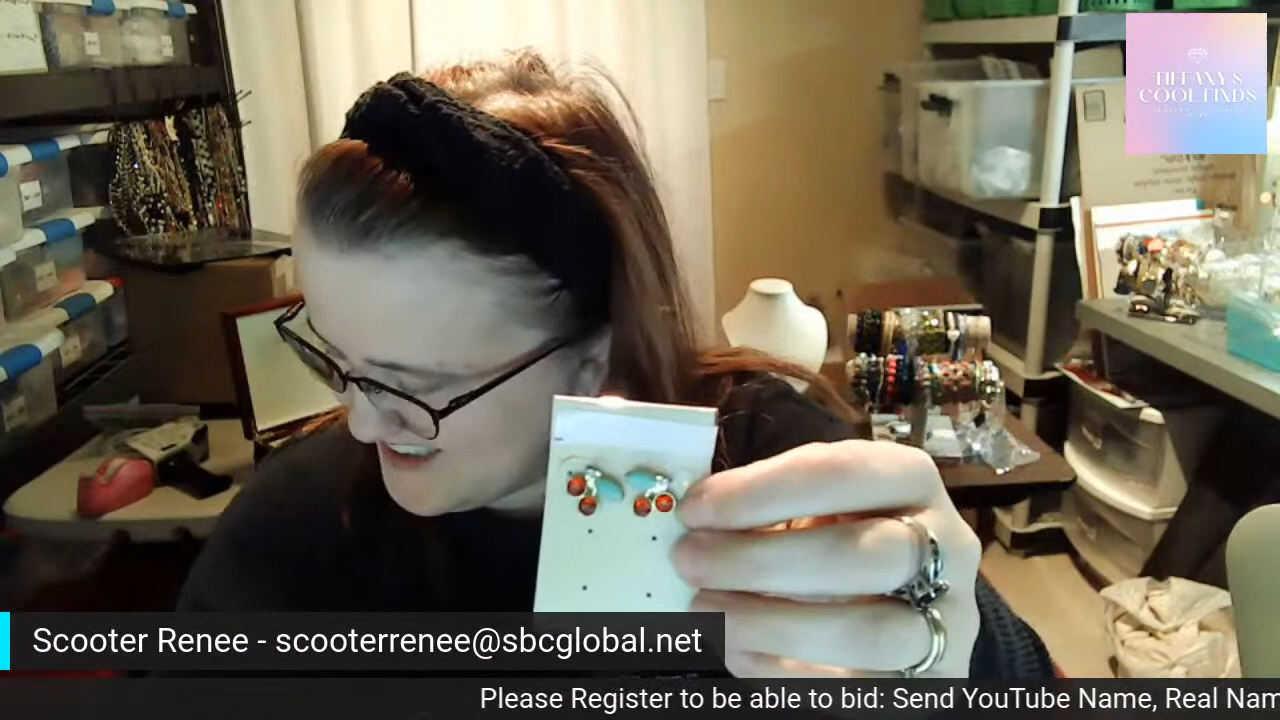 TIFFANY'S
COOL FINDS
Scooter Renee - scooterrenee@sbcglobal.net
Please Register to be able to bid: Send YouTube Name, Real Nam